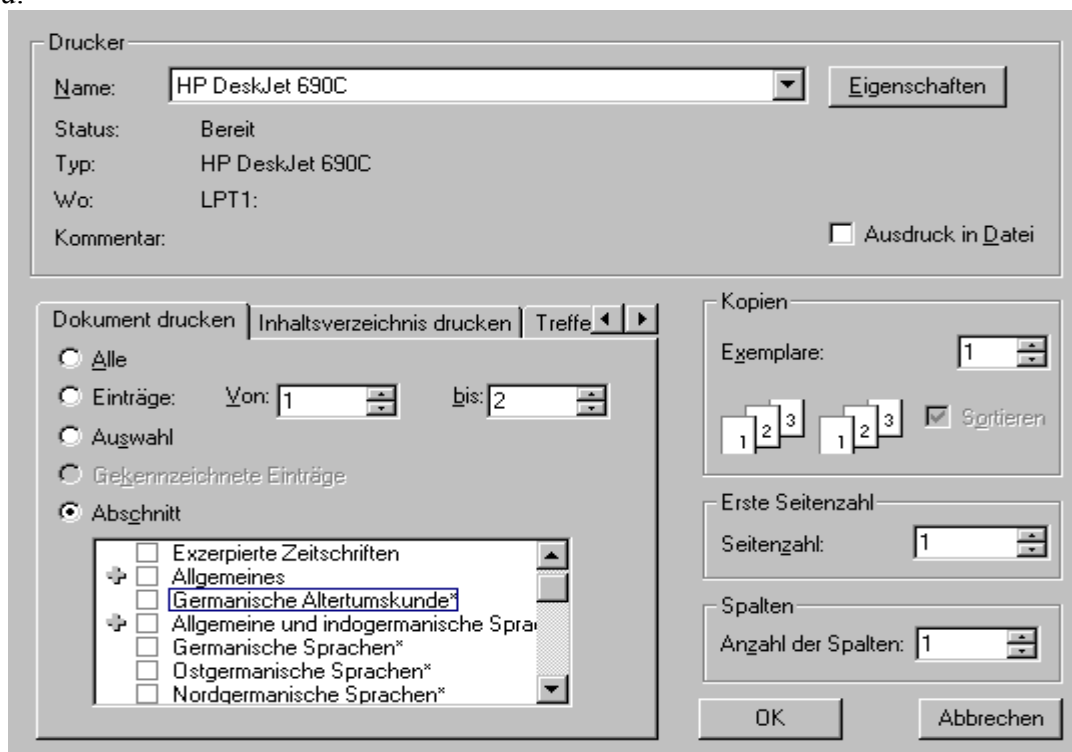 u.
Drucker
Name: HP DeskJet 690C Eigenschaften
Status: Bereit
Typ: HP DeskJet 690C
Wo: LPT1:
Kommentar: Ausdruck in Datei
Dokument drucken Inhaltsverzeichnis drucken Treffe
Alle
Einträge: Von: 1 bis: 2
Auswahl
Gekennzeichnete Einträge
Abschnitt
Exzerpierte Zeitschriften
Allgemeines
Germanische Altertumskunde*
Allgemeine und indogermanische Spra
Germanische Sprachen*
Ostgermanische Sprachen*
Nordgermanische Sprachen*
Kopien
Exemplare: 1
1 2 3 1 2 3 Sortieren
Erste Seitenzahl
Seitenzahl: 1
Spalten
Anzahl der Spalten: 1
OK Abbrechen